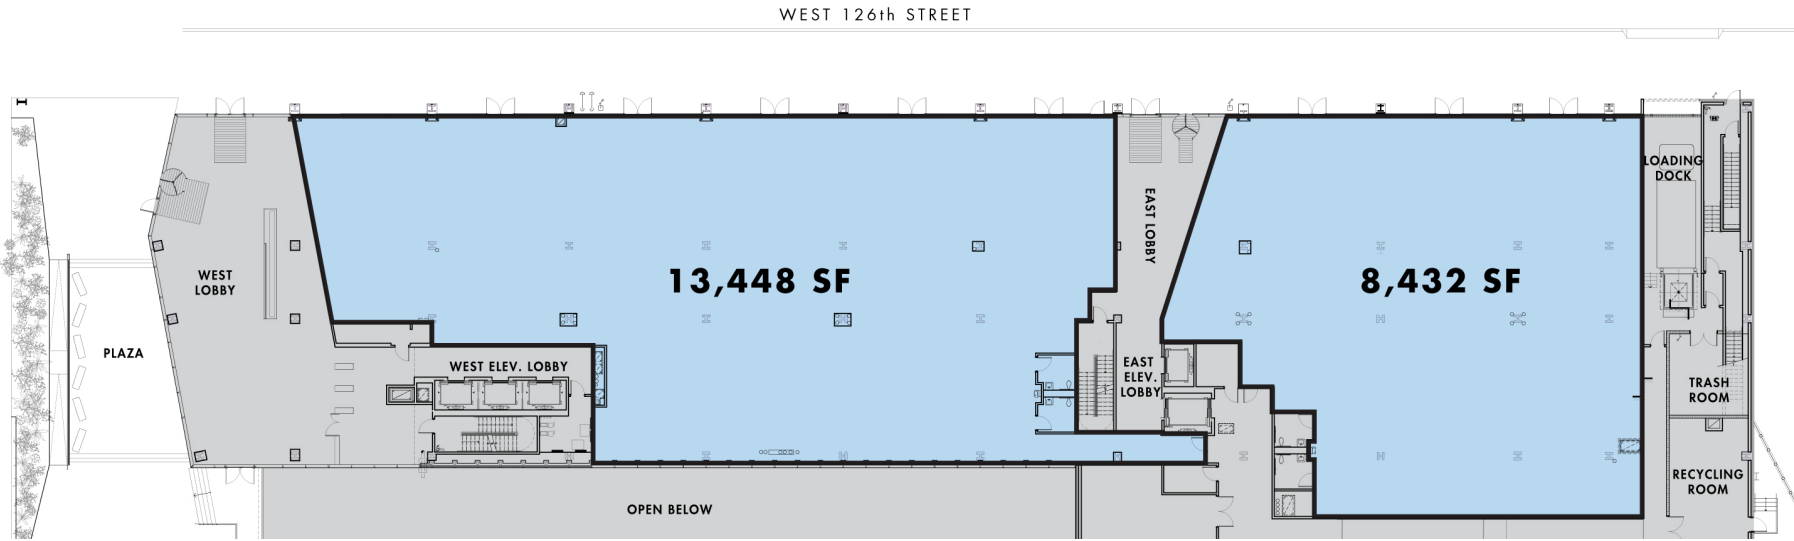 WEST 126th STREET
LOADING
DOCK
EAST LOBBY
WEST
LOBBY
13,448 SF
8,432 SF
PLAZA
WEST ELEV. LOBBY
EAST
ELEV.
LOBBY
TRASH
ROOM
RECYCLING
ROOM
OPEN BELOW